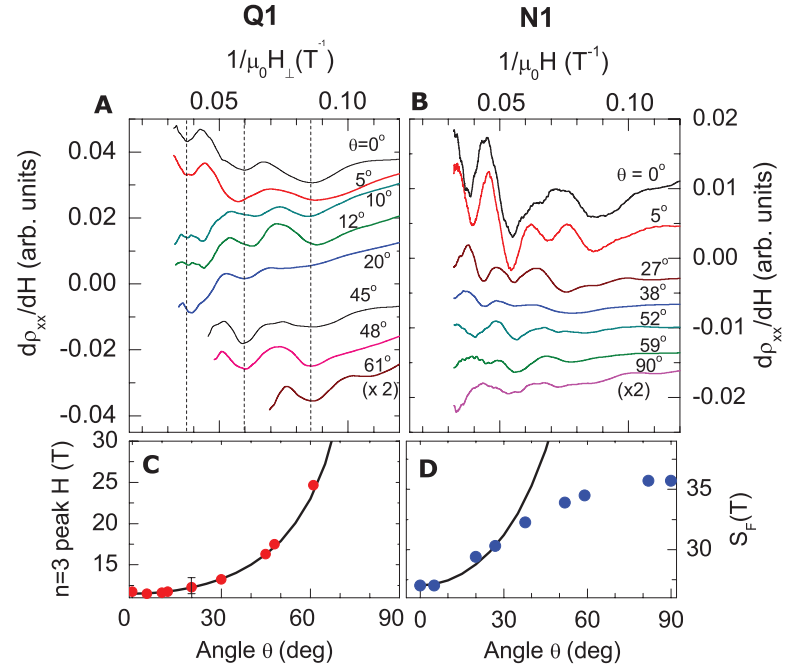 Q1
N1
1/μ₀H⊥(T⁻¹)
1/μ₀H (T⁻¹)
0.05
0.10
0.05
0.10
A
B
dρₓₓ/dH (arb. units)
0.04
0.02
0.00
-0.02
-0.04
θ=0°
5°
10°
12°
20°
45°
48°
61°
(x 2)
θ = 0°
5°
27°
38°
52°
59°
90°
(x2)
0.02
0.01
0.00
-0.01
-0.02
dρₓₓ/dH (arb. units)
C
D
n=3 peak H (T)
30
25
20
15
35
30
S_F(T)
0
30
60
90
0
30
60
90
Angle θ (deg)
Angle θ (deg)